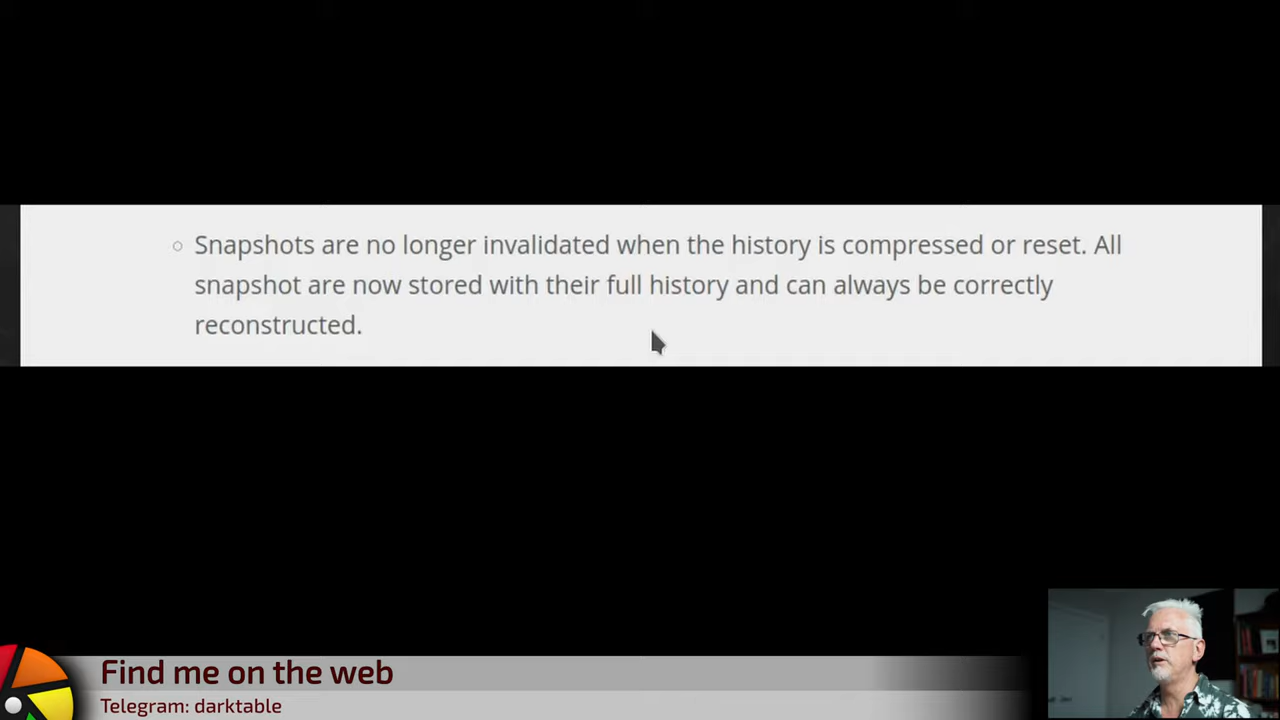 Snapshots are no longer invalidated when the history is compressed or reset. All
snapshot are now stored with their full history and can always be correctly
reconstructed.
Find me on the web
Telegram: darktable